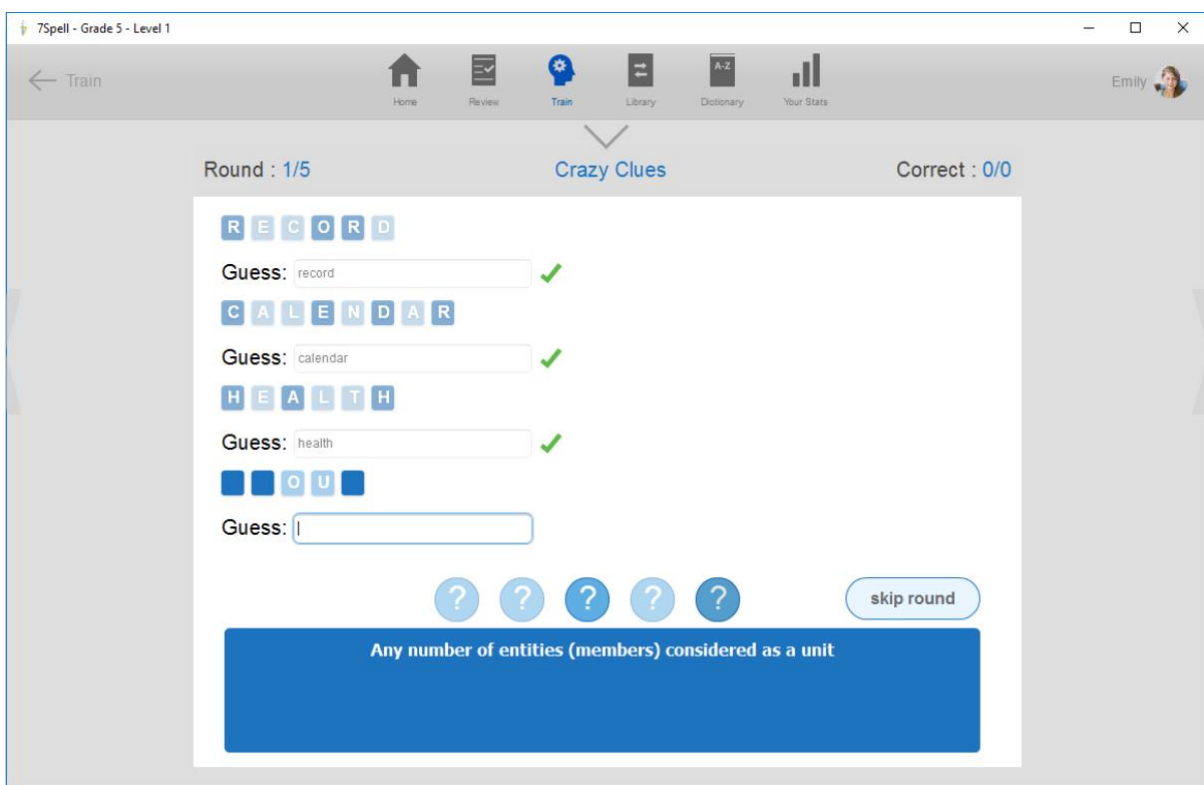 7Spell - Grade 5 - Level 1
Train
Home
Review
Train
A-Z
Library
Dictionary
Your Stats
Emily
Round : 1/5
Crazy Clues
Correct : 0/0
RECORD
Guess: record
CALENDAR
Guess: calendar
HEALTH
Guess: health
OU
Guess:
? ? ? ? ?
skip round
Any number of entities (members) considered as a unit